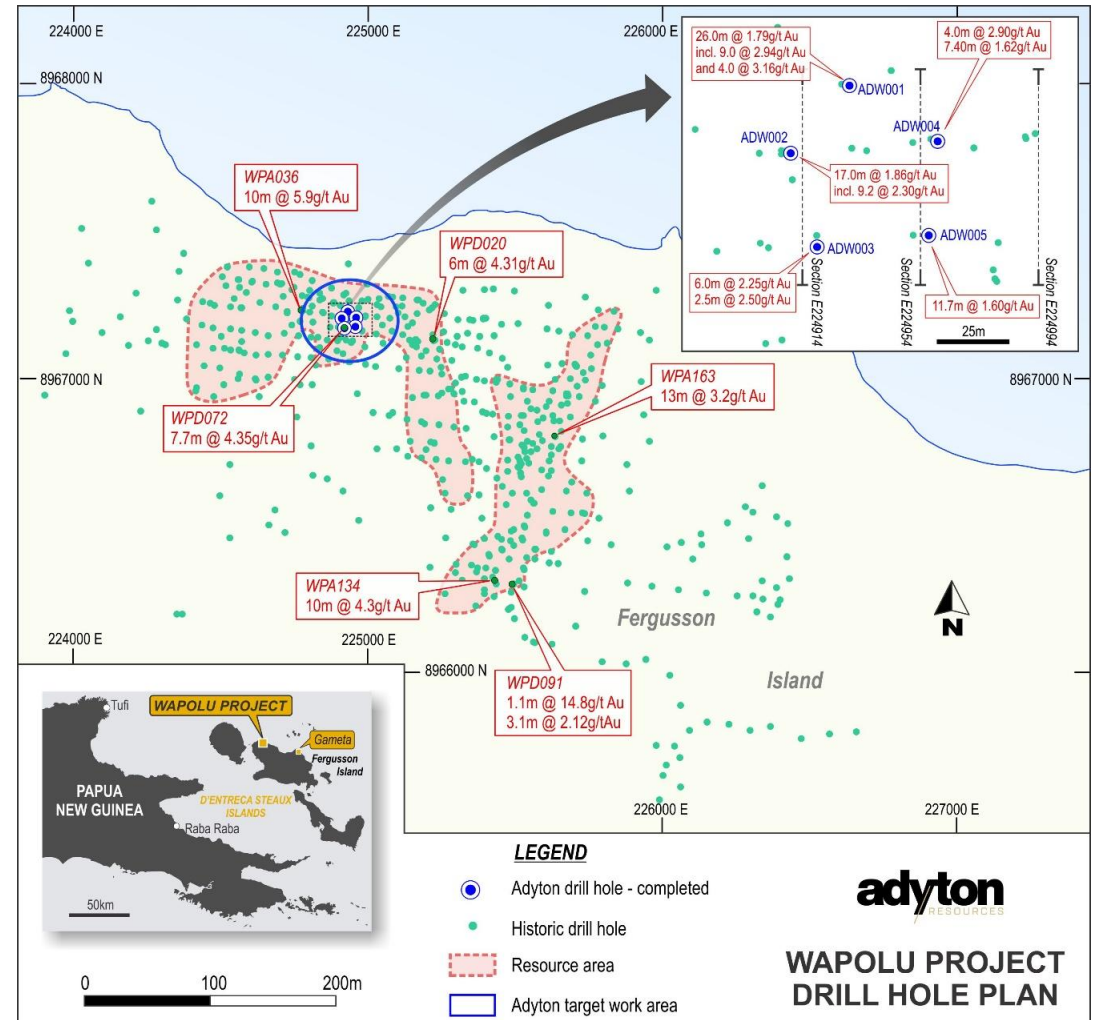 224000 E
225000 E
226000 E
8968000 N
26.0m @ 1.79g/t Au
incl. 9.0 @ 2.94g/t Au
and 4.0 @ 3.16g/t Au
4.0m @ 2.90g/t Au
7.40m @ 1.62g/t Au
ADW001
ADW002
ADW004
17.0m @ 1.86g/t Au
incl. 9.2 @ 2.30g/t Au
ADW003
ADW005
6.0m @ 2.25g/t Au
2.5m @ 2.50g/t Au
11.7m @ 1.60g/t Au
Section E224914
Section E224954
Section E224994
25m
WPA036
10m @ 5.9g/t Au
WPD020
6m @ 4.31g/t Au
8967000 N
8967000 N
WPA163
13m @ 3.2g/t Au
WPD072
7.7m @ 4.35g/t Au
WPA134
10m @ 4.3g/t Au
Fergusson
Island
N
224000 E
225000 E
8966000 N
WPD091
1.1m @ 14.8g/t Au
3.1m @ 2.12g/tAu
226000 E
227000 E
Tufi
WAPOLU PROJECT
Gameta
Fergusson
Island
PAPUA
NEW GUINEA
D'ENTRECA STEAUX
ISLANDS
Raba Raba
50km
0 100 200m
LEGEND
Adyton drill hole - completed
Historic drill hole
Resource area
Adyton target work area
adyton
RESOURCES
WAPOLU PROJECT
DRILL HOLE PLAN